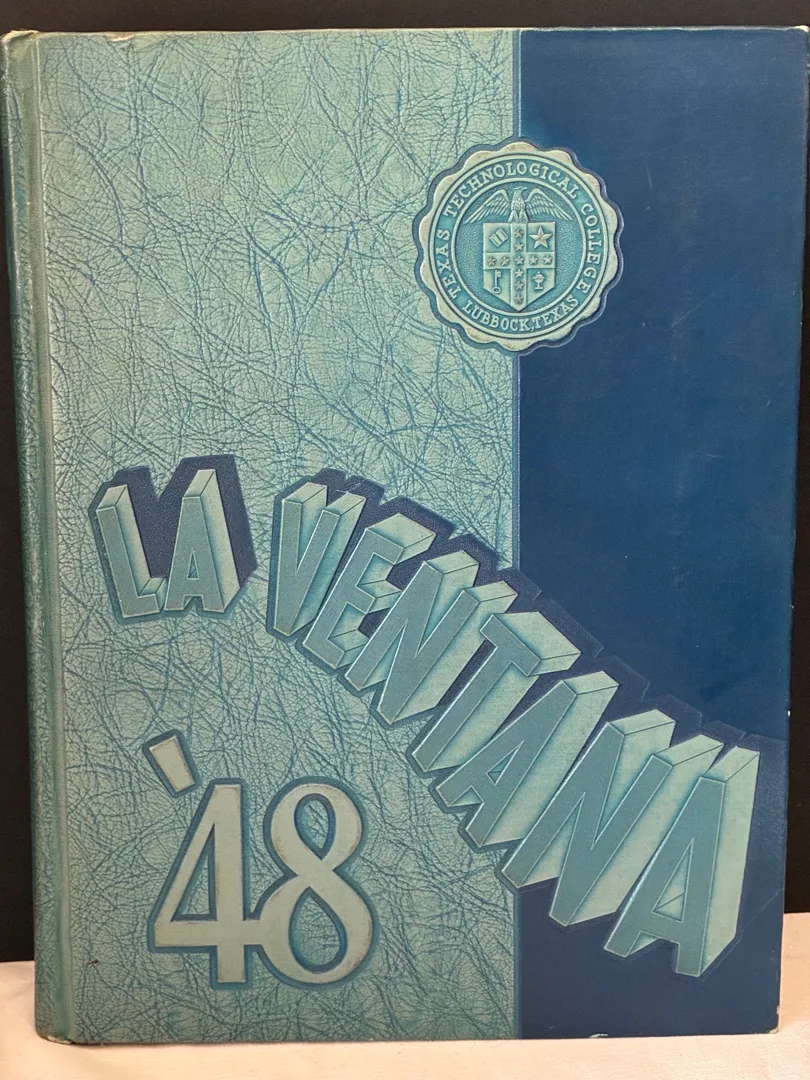 TEXAS TECHNOLOGICAL COLLEGE
LUBBOCK, TEXAS
LA VENTANA
'48